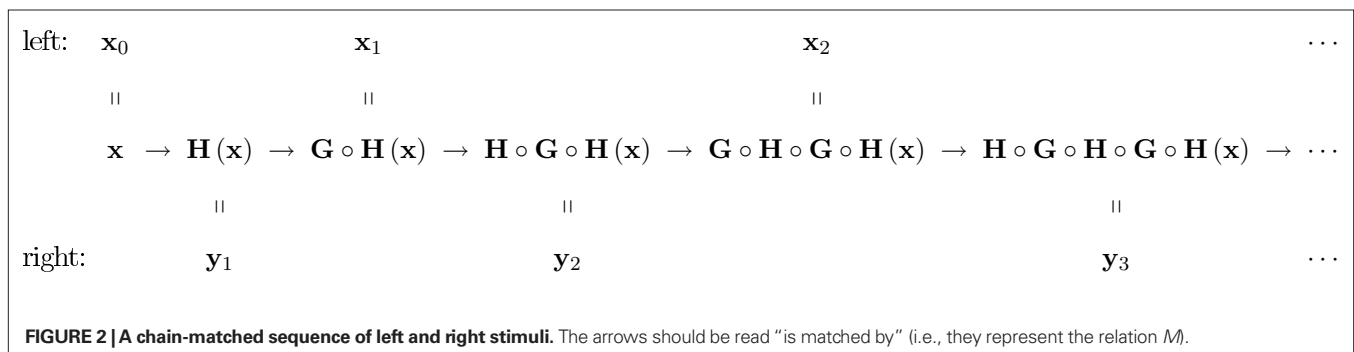 left: x₀ x₁ x₂ ···
= = =
x → H (x) → G ∘ H (x) → H ∘ G ∘ H (x) → G ∘ H ∘ G ∘ H (x) → H ∘ G ∘ H ∘ G ∘ H (x) → ···
= = =
right: y₁ y₂ y₃ ···
FIGURE 2 | A chain-matched sequence of left and right stimuli. The arrows should be read “is matched by” (i.e., they represent the relation M).